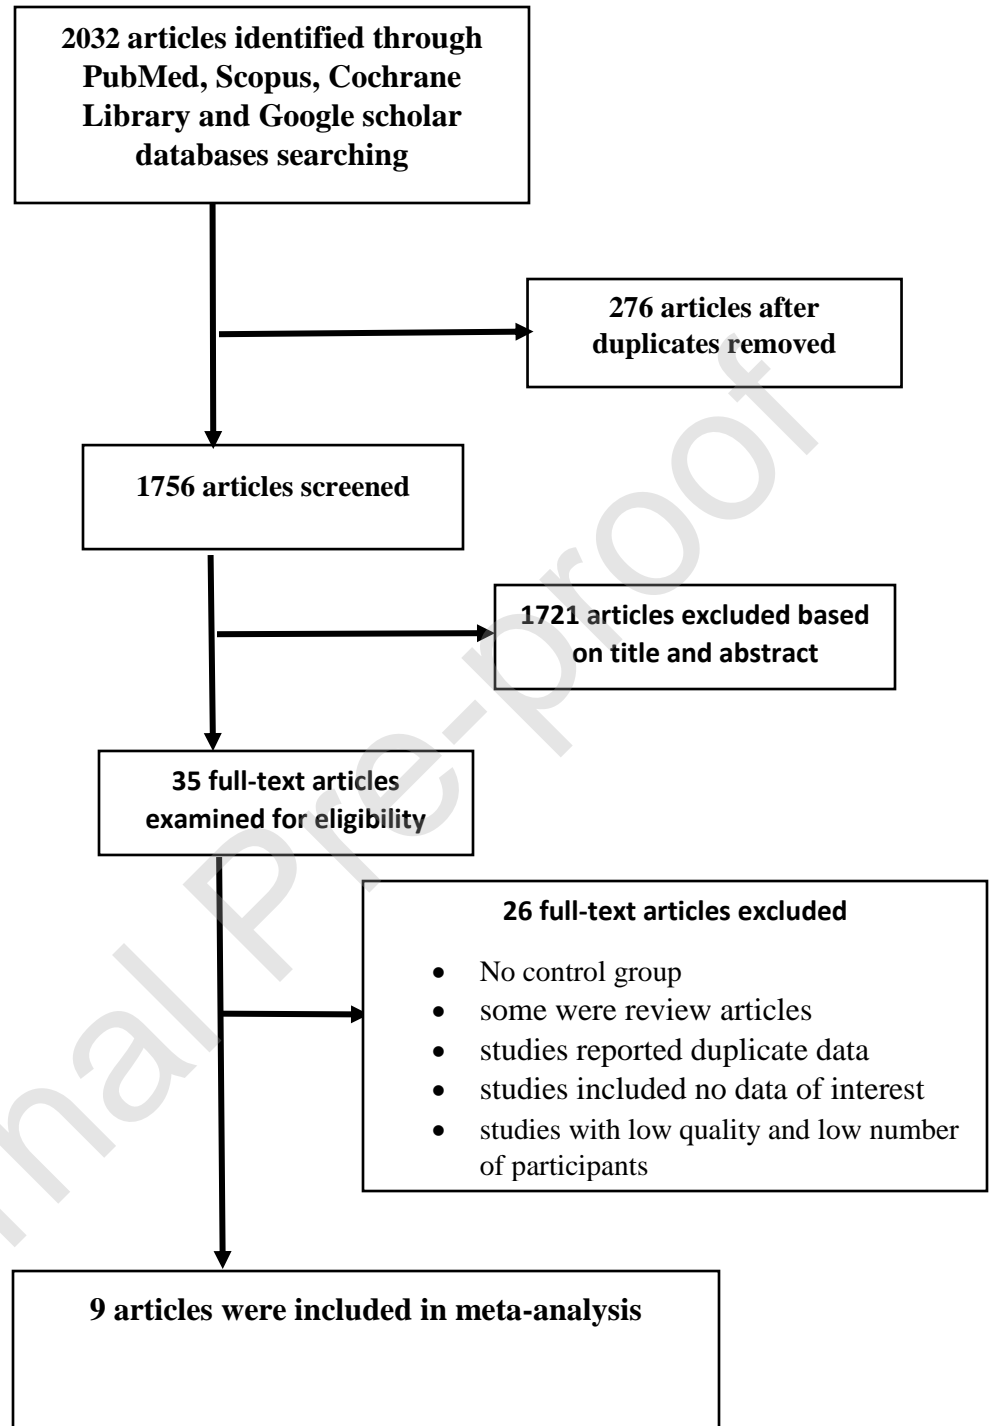 2032 articles identified through
PubMed, Scopus, Cochrane
Library and Google scholar
databases searching
276 articles after
duplicates removed
1756 articles screened
1721 articles excluded based
on title and abstract
35 full-text articles
examined for eligibility
26 full-text articles excluded
• No control group
• some were review articles
• studies reported duplicate data
• studies included no data of interest
• studies with low quality and low number
of participants
9 articles were included in meta-analysis
nal Pre-proof